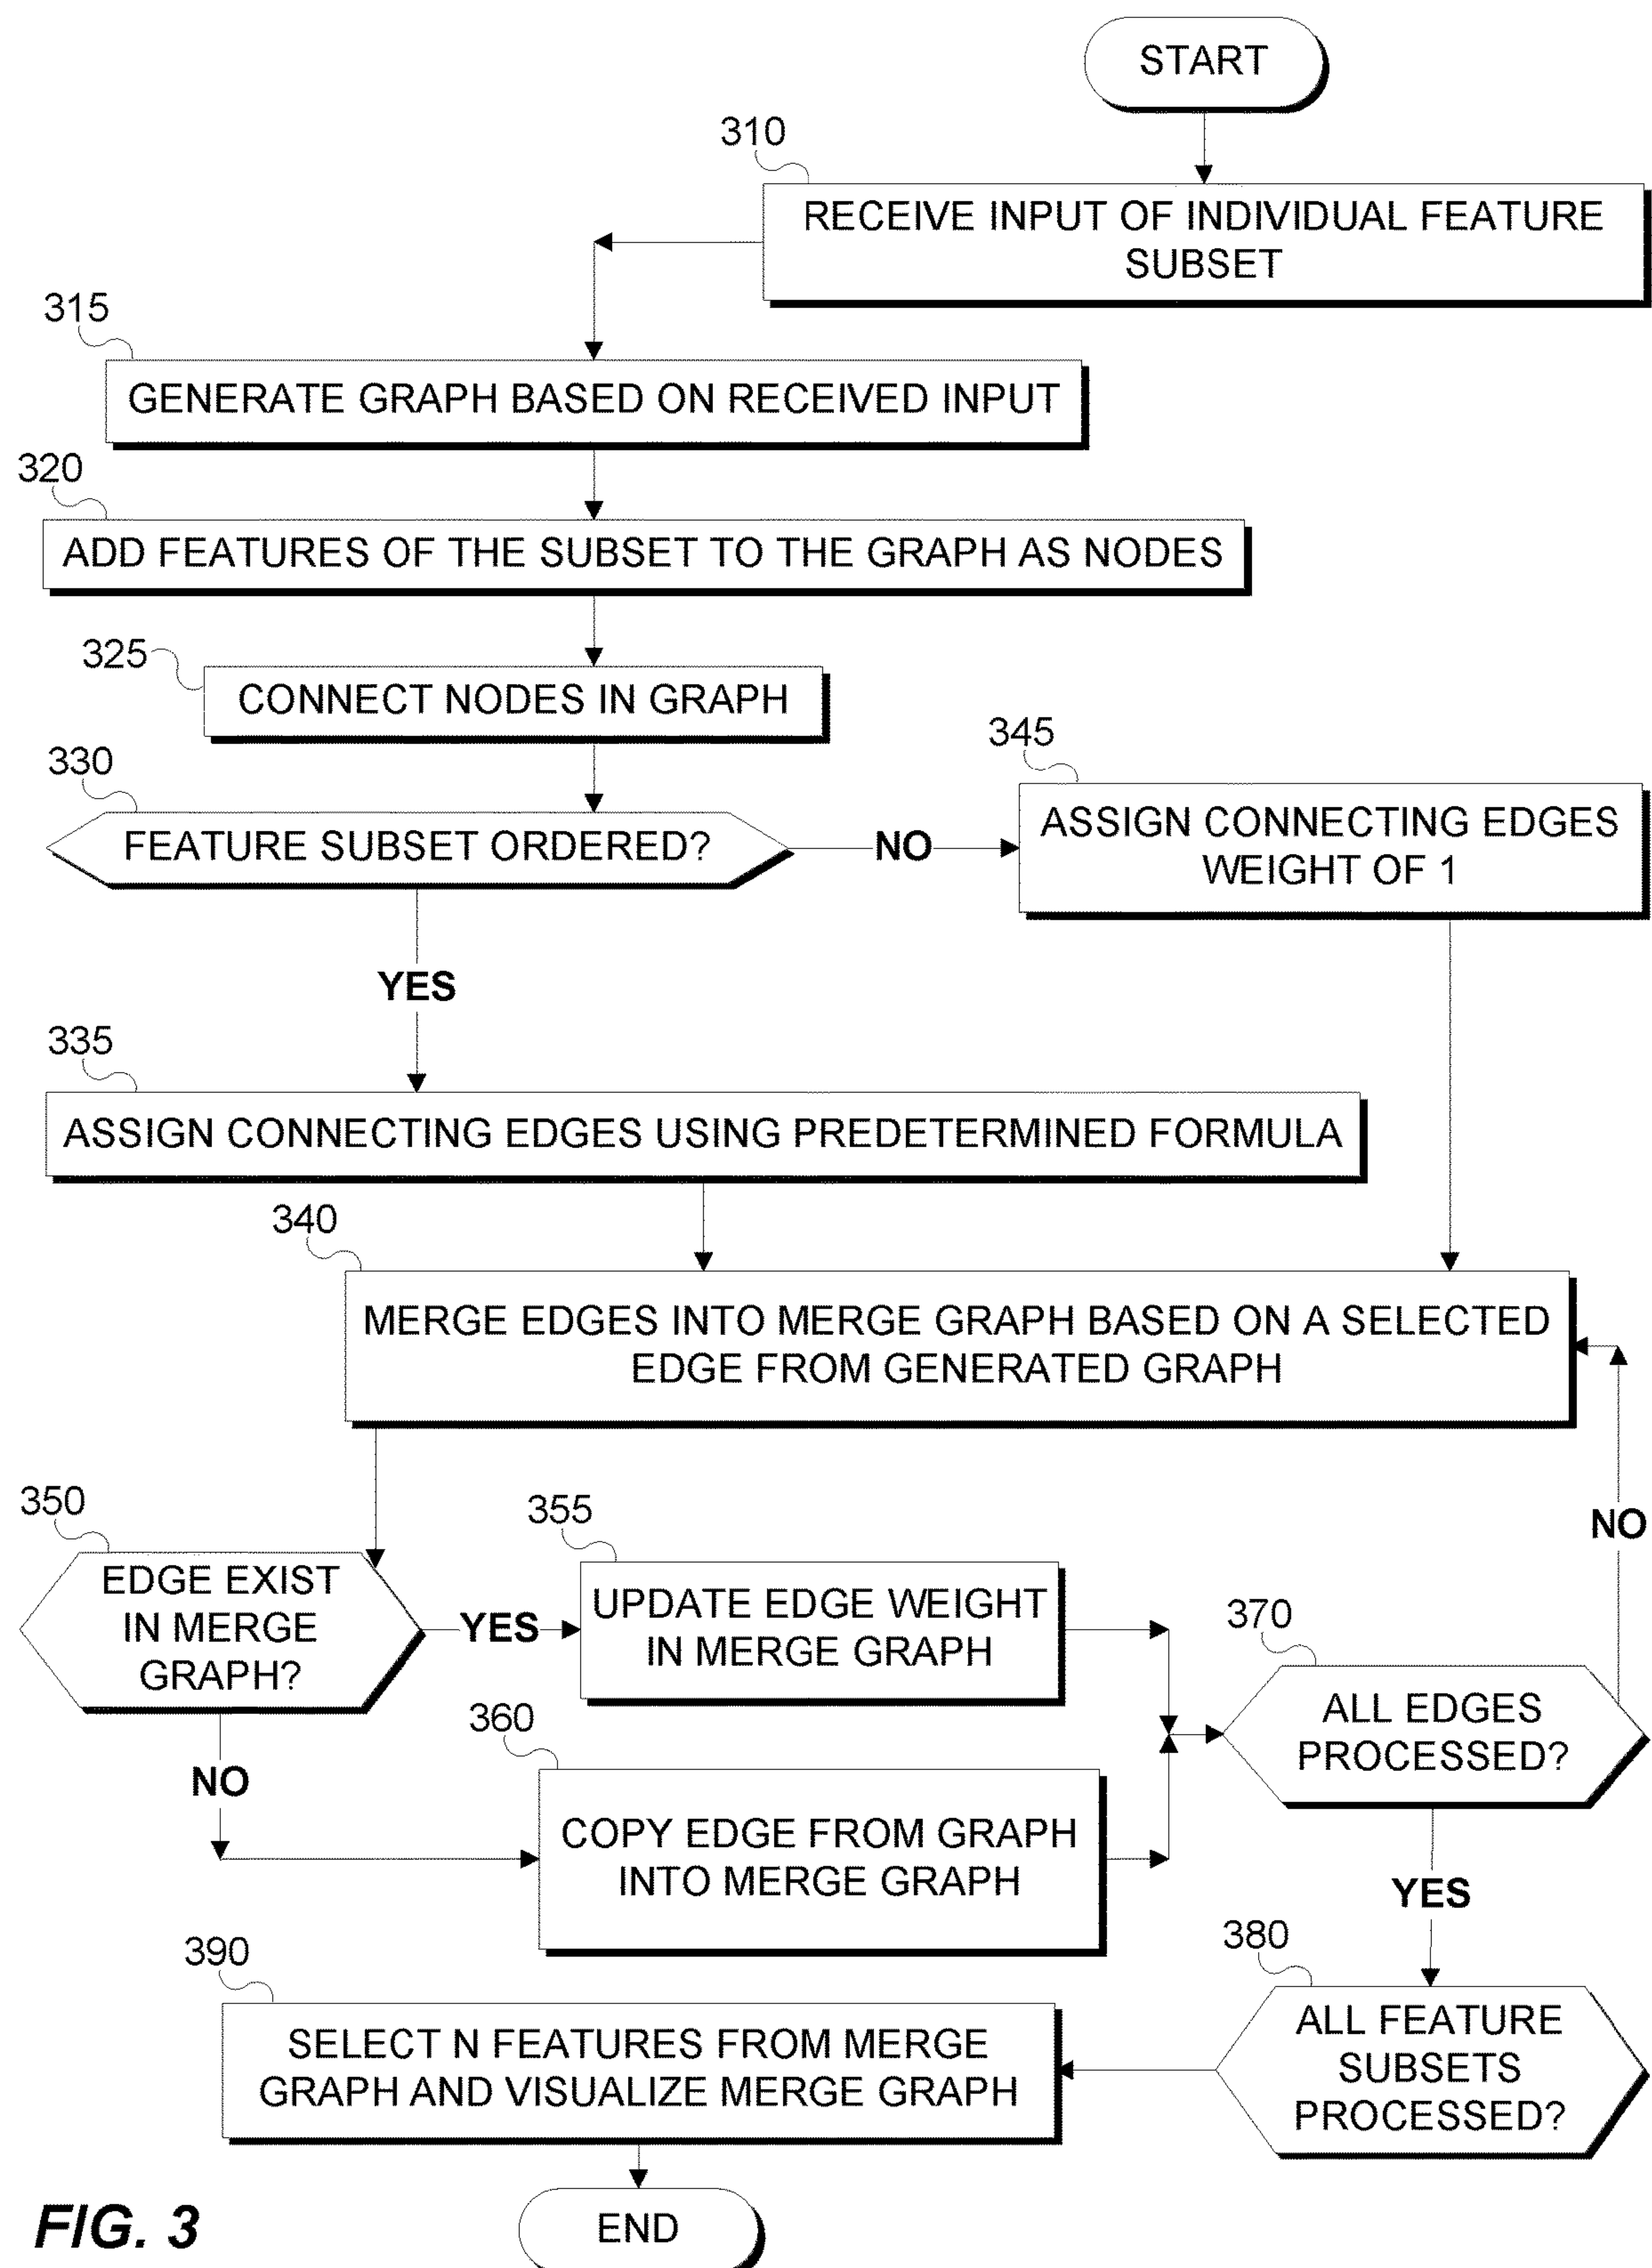 START
310
RECEIVE INPUT OF INDIVIDUAL FEATURE
SUBSET
315
GENERATE GRAPH BASED ON RECEIVED INPUT
320
ADD FEATURES OF THE SUBSET TO THE GRAPH AS NODES
325
CONNECT NODES IN GRAPH
330
FEATURE SUBSET ORDERED?
NO
345
ASSIGN CONNECTING EDGES
WEIGHT OF 1
YES
335
ASSIGN CONNECTING EDGES USING PREDETERMINED FORMULA
340
MERGE EDGES INTO MERGE GRAPH BASED ON A SELECTED
EDGE FROM GENERATED GRAPH
350
EDGE EXIST
IN MERGE
GRAPH?
YES
355
UPDATE EDGE WEIGHT
IN MERGE GRAPH
NO
360
COPY EDGE FROM GRAPH
INTO MERGE GRAPH
370
ALL EDGES
PROCESSED?
NO
YES
380
ALL FEATURE
SUBSETS
PROCESSED?
390
SELECT N FEATURES FROM MERGE
GRAPH AND VISUALIZE MERGE GRAPH
END
FIG. 3